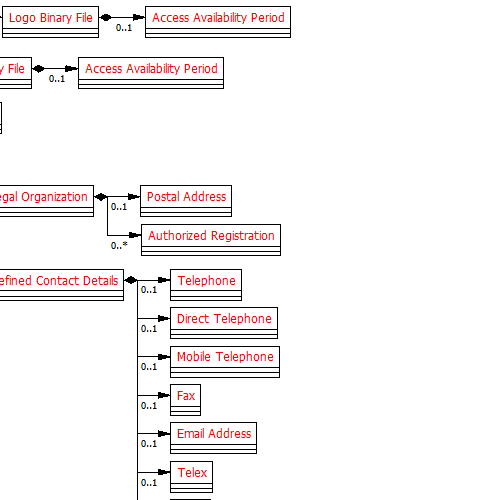 Logo Binary File
Access Availability Period
0..1
y File
Access Availability Period
0..1
egal Organization
Postal Address
0..1
Authorized Registration
0..*
efined Contact Details
Telephone
0..1
Direct Telephone
0..1
Mobile Telephone
0..1
Fax
0..1
Email Address
0..1
Telex
0..1